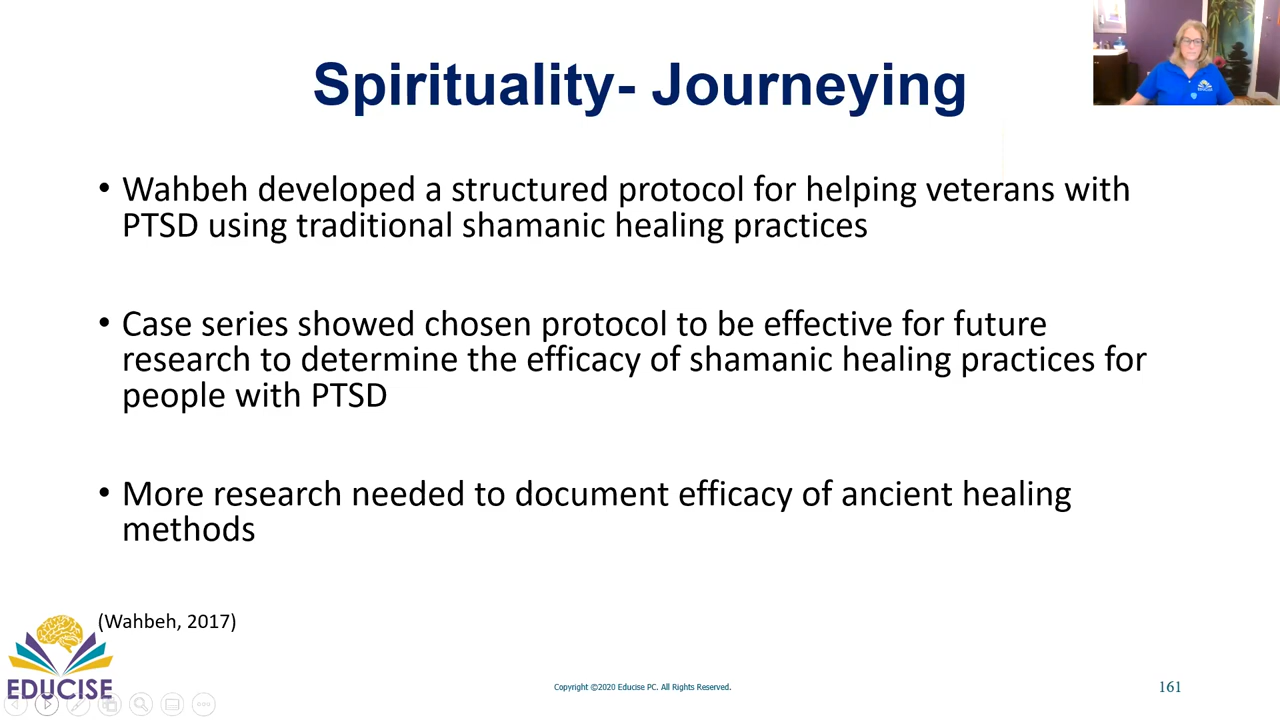 Spirituality- Journeying
• Wahbeh developed a structured protocol for helping veterans with
PTSD using traditional shamanic healing practices
• Case series showed chosen protocol to be effective for future
research to determine the efficacy of shamanic healing practices for
people with PTSD
• More research needed to document efficacy of ancient healing
methods
(Wahbeh, 2017)
EDUCISE
Copyright ©2020 Educise PC. All Rights Reserved.
161